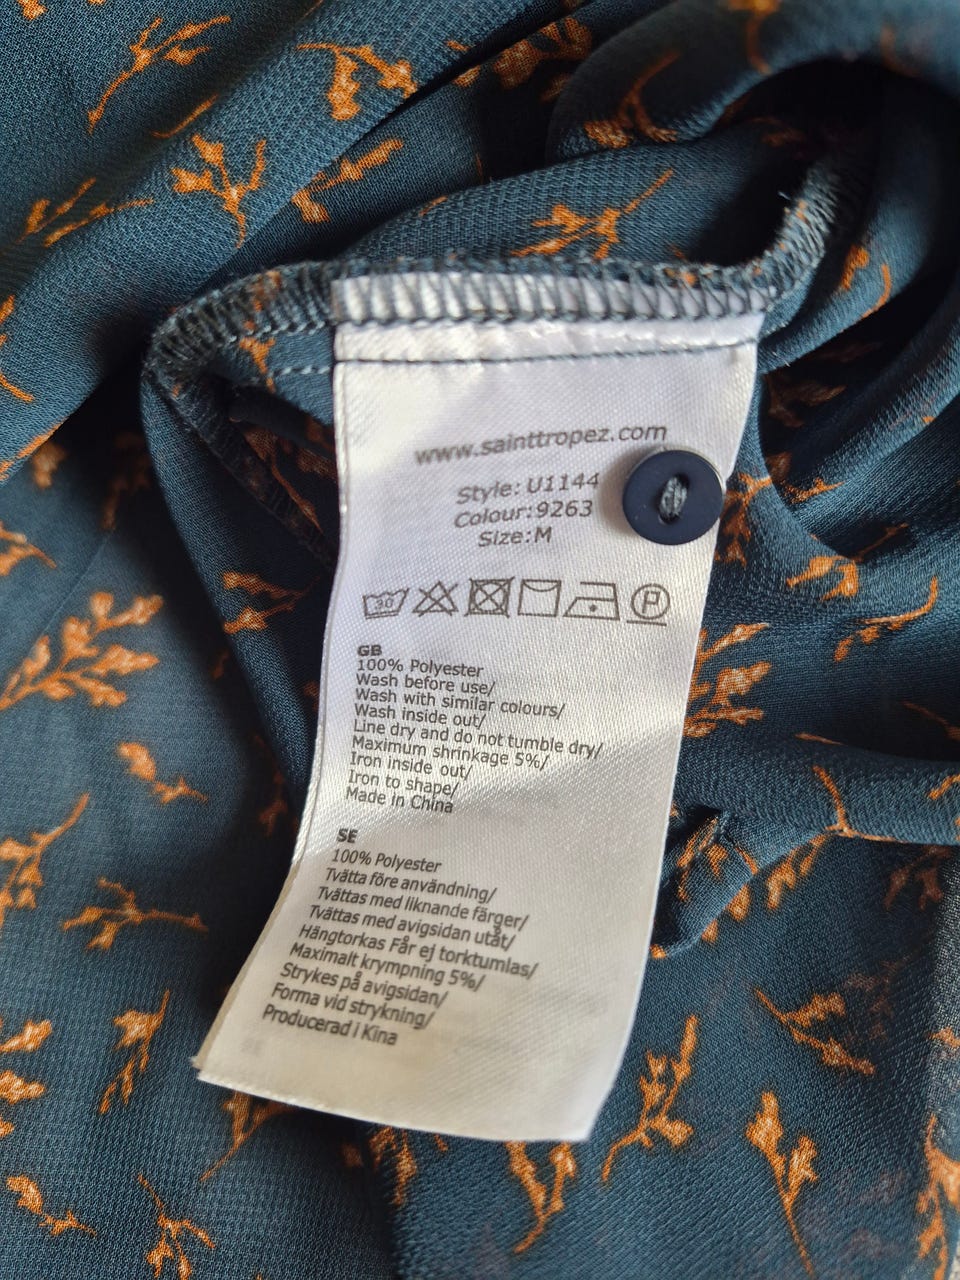 www.sainttropez.com
Style: U1144
Colour:9263
Size:M
30 P
GB
100% Polyester
Wash before use/
Wash with similar colours/
Wash inside out/
Line dry and do not tumble dry/
Maximum shrinkage 5%/
Iron inside out/
Iron to shape/
Made in China
SE
100% Polyester
Tvätta före användning/
Tvättas med liknande färger/
Tvättas med avigsidan utåt/
Hängtorkas Får ej torktumlas/
Maximalt krympning 5%/
Strykes på avigsidan/
Forma vid strykning/
Producerad i Kina